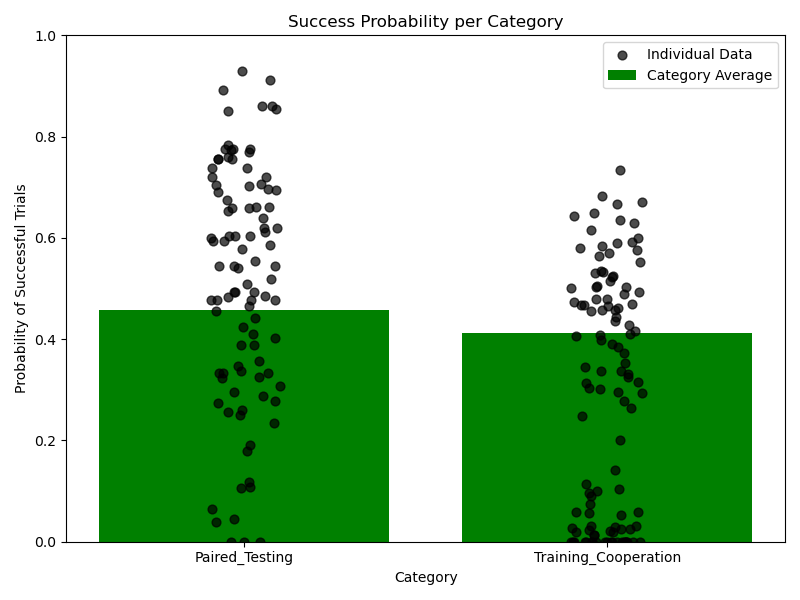 Success Probability per Category
Individual Data
Category Average
Probability of Successful Trials
1.0
0.8
0.6
0.4
0.2
0.0
Paired_Testing
Training_Cooperation
Category